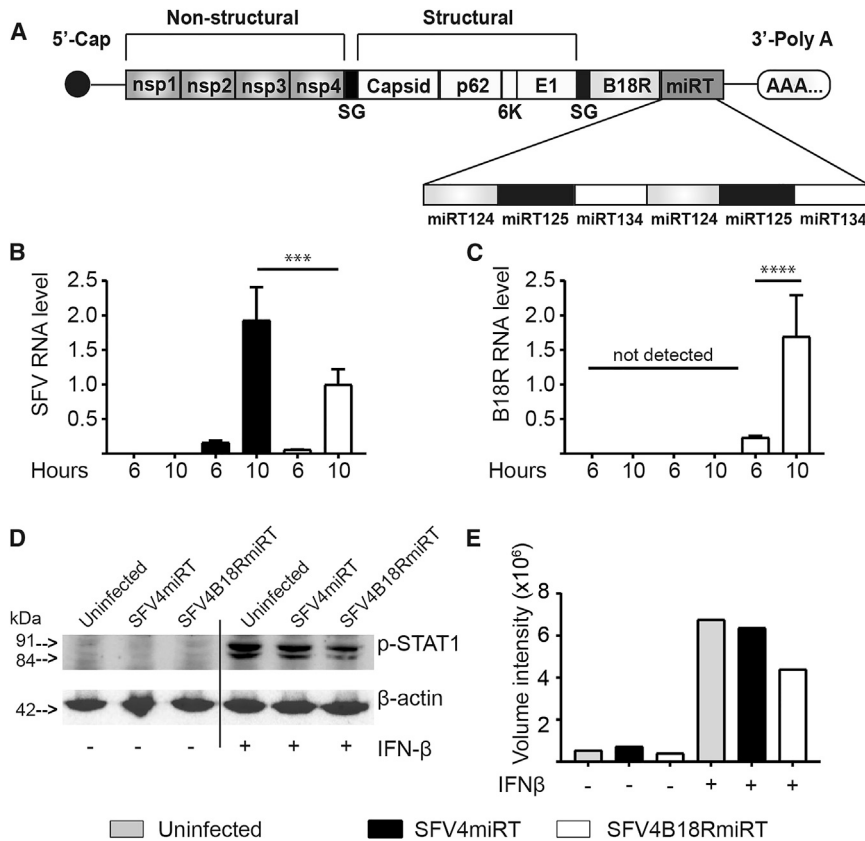 A
Non-structural
Structural
5'-Cap
3'-Poly A
nsp1 nsp2 nsp3 nsp4 Capsid p62 E1 B18R miRT AAA...
SG 6K SG
miRT124 miRT125 miRT134 miRT124 miRT125 miRT134
B
SFV RNA level
2.5
2.0
1.5
1.0
0.5
***
Hours 6 10 6 10 6 10
C
B18R RNA level
2.5
2.0
1.5
1.0
0.5
not detected
****
Hours 6 10 6 10 6 10
D
Uninfected
SFV4miRT
SFV4B18RmiRT
Uninfected
SFV4miRT
SFV4B18RmiRT
kDa
91-->
84-->
p-STAT1
42-->
β-actin
- - - + + + IFN-β
E
Volume intensity (x10⁶)
8
6
4
2
IFNβ - - - + + +
Uninfected SFV4miRT SFV4B18RmiRT